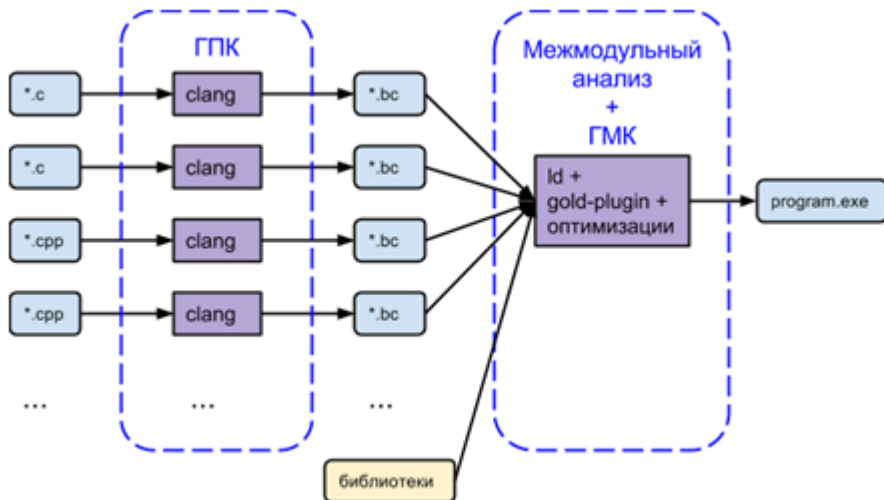 ГПК
Межмодульный
анализ
+
ГМК
*.c
clang
*.bc
*.c
clang
*.bc
ld +
gold-plugin +
оптимизации
program.exe
*.cpp
clang
*.bc
*.cpp
clang
*.bc
...
...
...
библиотеки